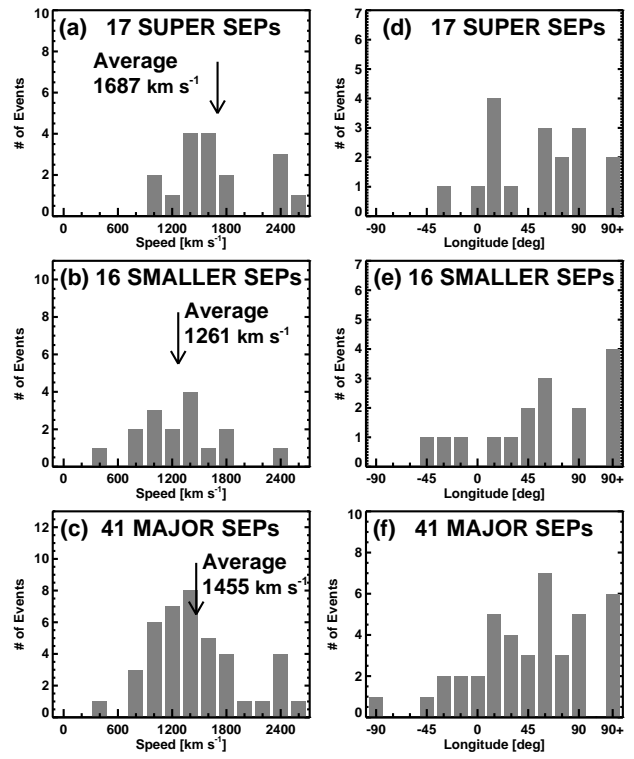 (a) 17 SUPER SEPs
Average
1687 km s-1
# of Events
10
8
6
4
2
0
0 600 1200 1800 2400
Speed [km s-1]
(d) 17 SUPER SEPs
# of Events
7
6
5
4
3
2
1
0
-90 -45 0 45 90 90+
Longitude [deg]
(b) 16 SMALLER SEPs
Average
1261 km s-1
# of Events
10
8
6
4
2
0
0 600 1200 1800 2400
Speed [km s-1]
(e) 16 SMALLER SEPs
# of Events
7
6
5
4
3
2
1
0
-90 -45 0 45 90 90+
Longitude [deg]
(c) 41 MAJOR SEPs
Average
1455 km s-1
# of Events
12
10
8
6
4
2
0
0 600 1200 1800 2400
Speed [km s-1]
(f) 41 MAJOR SEPs
# of Events
10
8
6
4
2
0
-90 -45 0 45 90 90+
Longitude [deg]